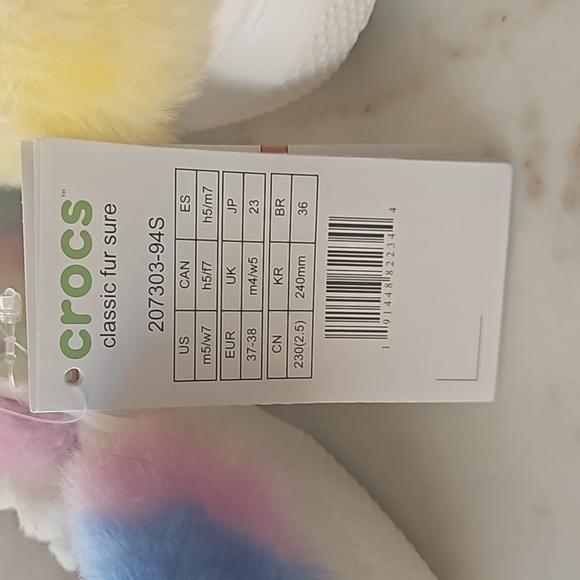 crocs™
classic fur sure
207303-94S
US CAN ES
m5/w7 h5/f7 h5/m7
EUR UK JP
37-38 m4/w5 23
CN KR BR
230(2.5) 240mm 36
1 91448 82234 4